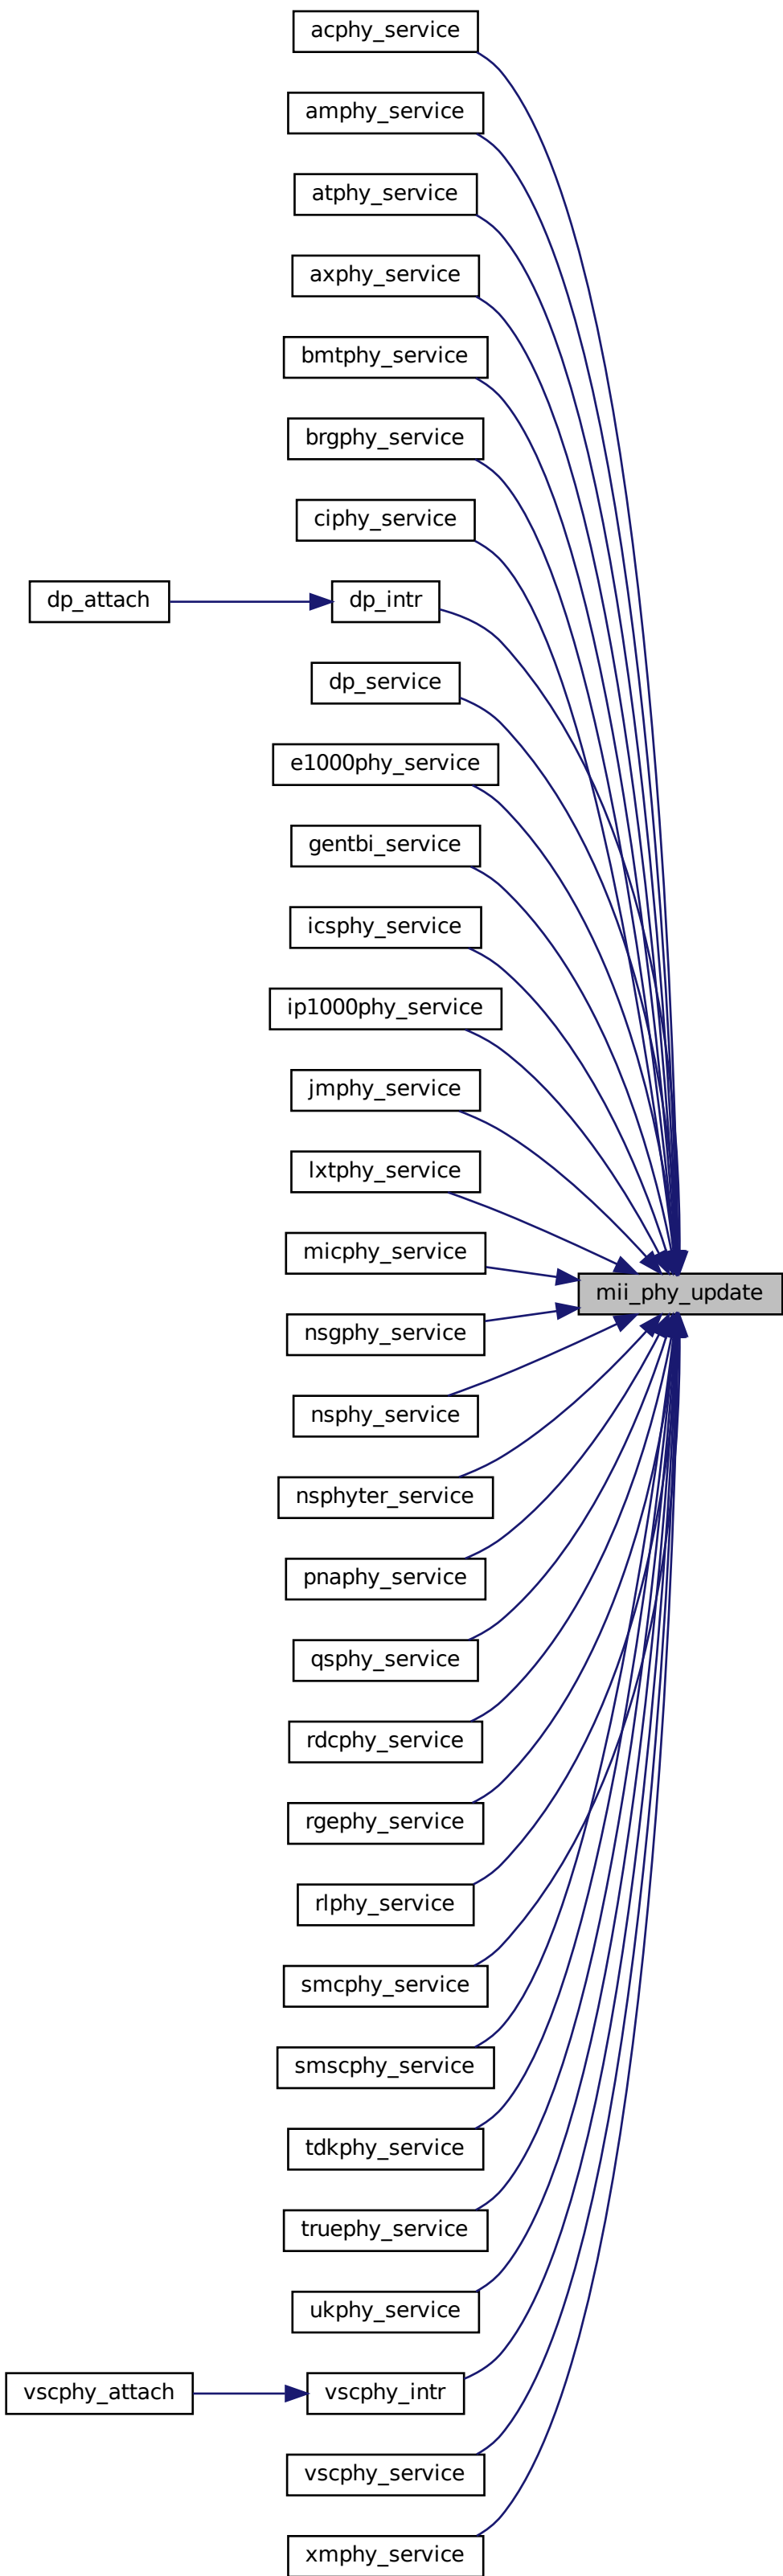 acphy_service
amphy_service
atphy_service
axphy_service
bmtphy_service
brgphy_service
ciphy_service
dp_attach
dp_intr
dp_service
e1000phy_service
gentbi_service
icsphy_service
ip1000phy_service
jmphy_service
lxtphy_service
micphy_service
mii_phy_update
nsgphy_service
nsphy_service
nsphyter_service
pnaphy_service
qsphy_service
rdcphy_service
rgephy_service
rlphy_service
smcphy_service
smscphy_service
tdkphy_service
truephy_service
ukphy_service
vscphy_attach
vscphy_intr
vscphy_service
xmphy_service